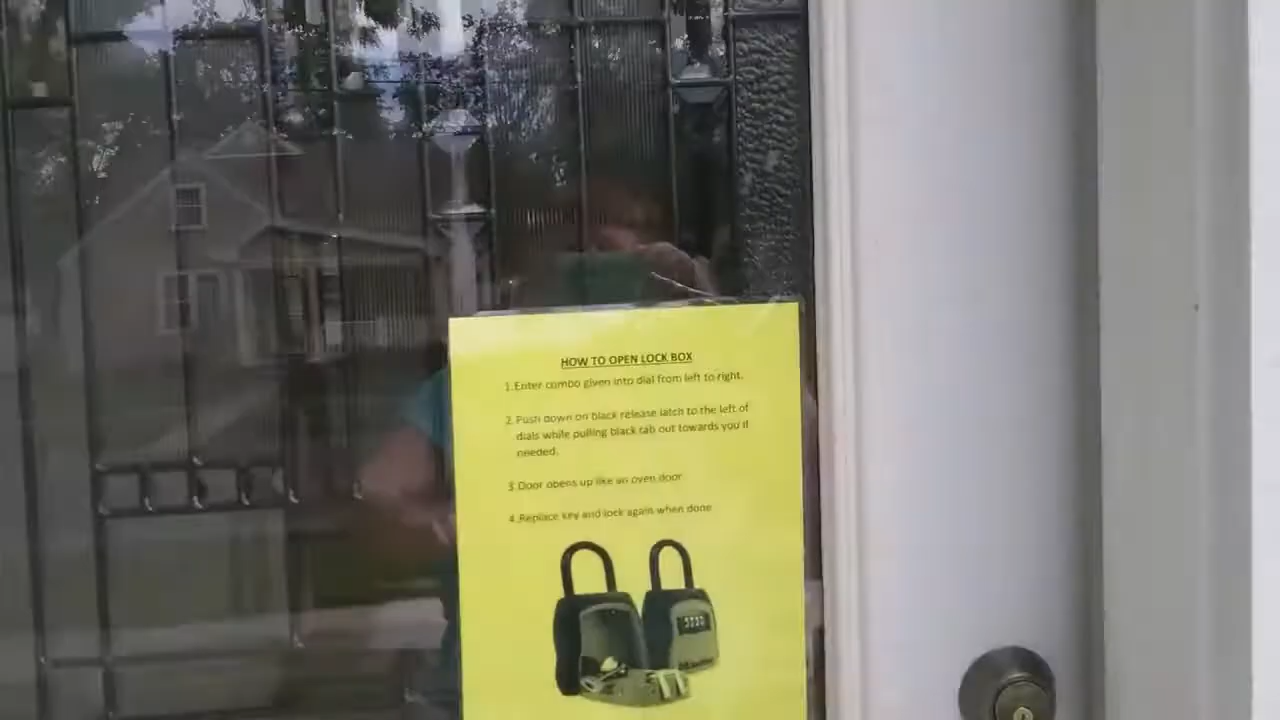 HOW TO OPEN LOCK BOX
1. Enter combo given into dial from left to right.
2. Push down on black release latch to the left of
dials while pulling black tab out towards you if
needed.
3. Door opens up like an oven door
4. Replace key and lock again when done